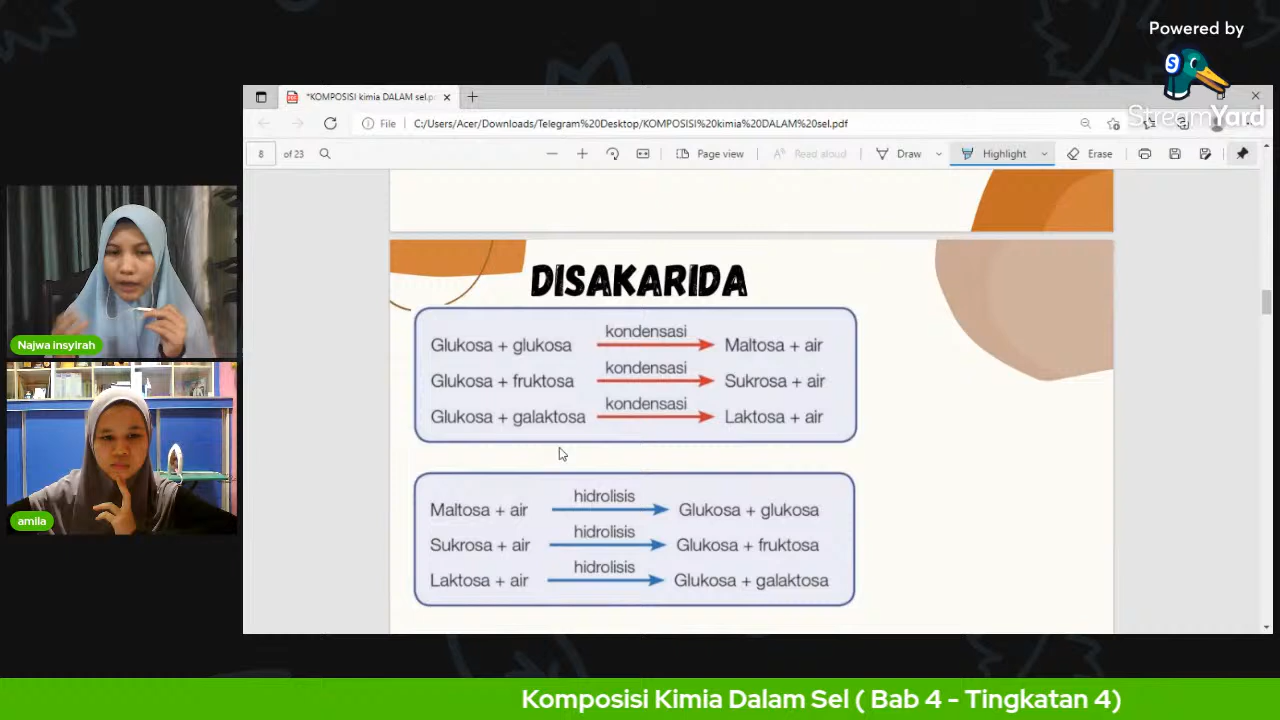 Powered by
StreamYard
*KOMPOSISI kimia DALAM sel.p
File
C:/Users/Acer/Downloads/Telegram%20Desktop/KOMPOSISI%20kimia%20DALAM%20sel.pdf
8 of 23
Page view
Read aloud
Draw
Highlight
Erase
DISAKARIDA
Glukosa + glukosa kondensasi Maltosa + air
Glukosa + fruktosa kondensasi Sukrosa + air
Glukosa + galaktosa kondensasi Laktosa + air
Maltosa + air hidrolisis Glukosa + glukosa
Sukrosa + air hidrolisis Glukosa + fruktosa
Laktosa + air hidrolisis Glukosa + galaktosa
Najwa insyirah
amila
Komposisi Kimia Dalam Sel ( Bab 4 - Tingkatan 4)